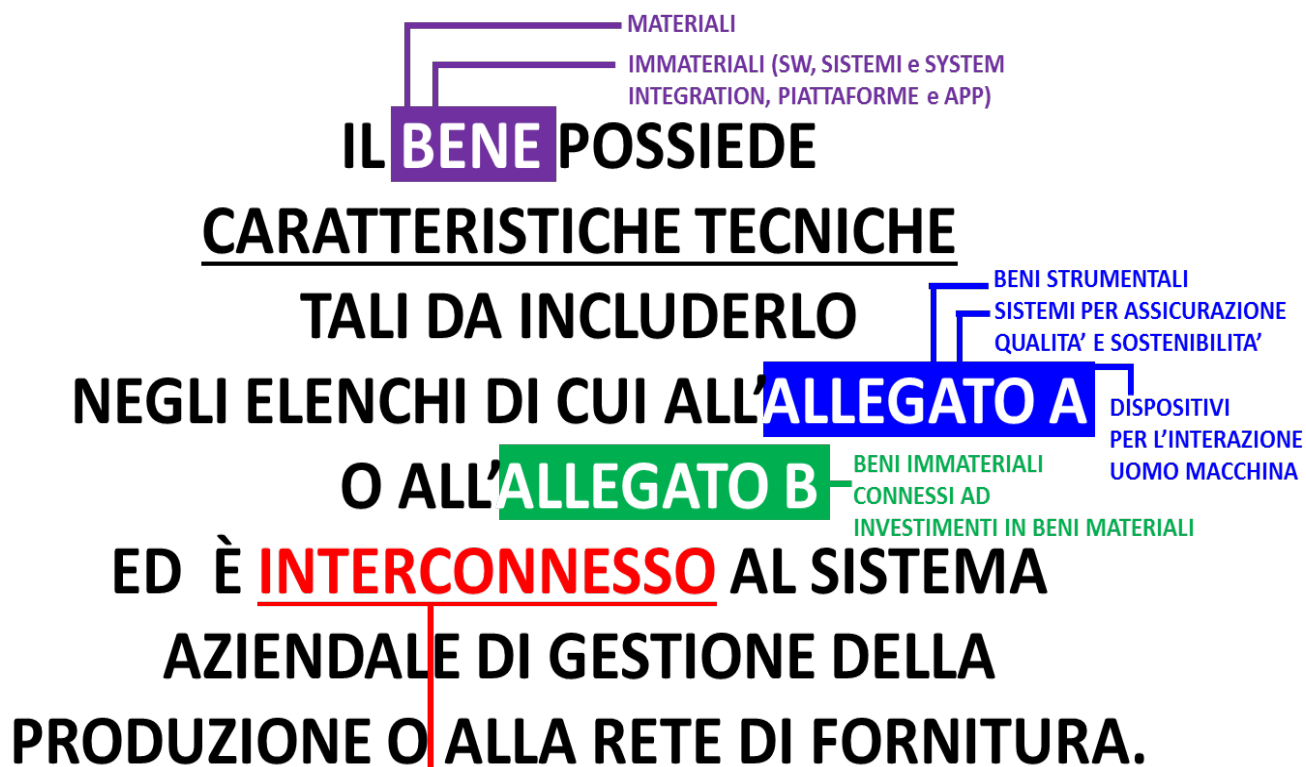 MATERIALI
IMMATERIALI (SW, SISTEMI e SYSTEM
INTEGRATION, PIATTAFORME e APP)
IL BENE POSSIEDE
CARATTERISTICHE TECNICHE
TALI DA INCLUDERLO
BENI STRUMENTALI
SISTEMI PER ASSICURAZIONE
QUALITA' E SOSTENIBILITA'
NEGLI ELENCHI DI CUI ALL'ALLEGATO A
DISPOSITIVI
PER L'INTERAZIONE
UOMO MACCHINA
O ALL'ALLEGATO B
BENI IMMATERIALI
CONNESSI AD
INVESTIMENTI IN BENI MATERIALI
ED È INTERCONNESSO AL SISTEMA
AZIENDALE DI GESTIONE DELLA
PRODUZIONE O ALLA RETE DI FORNITURA.